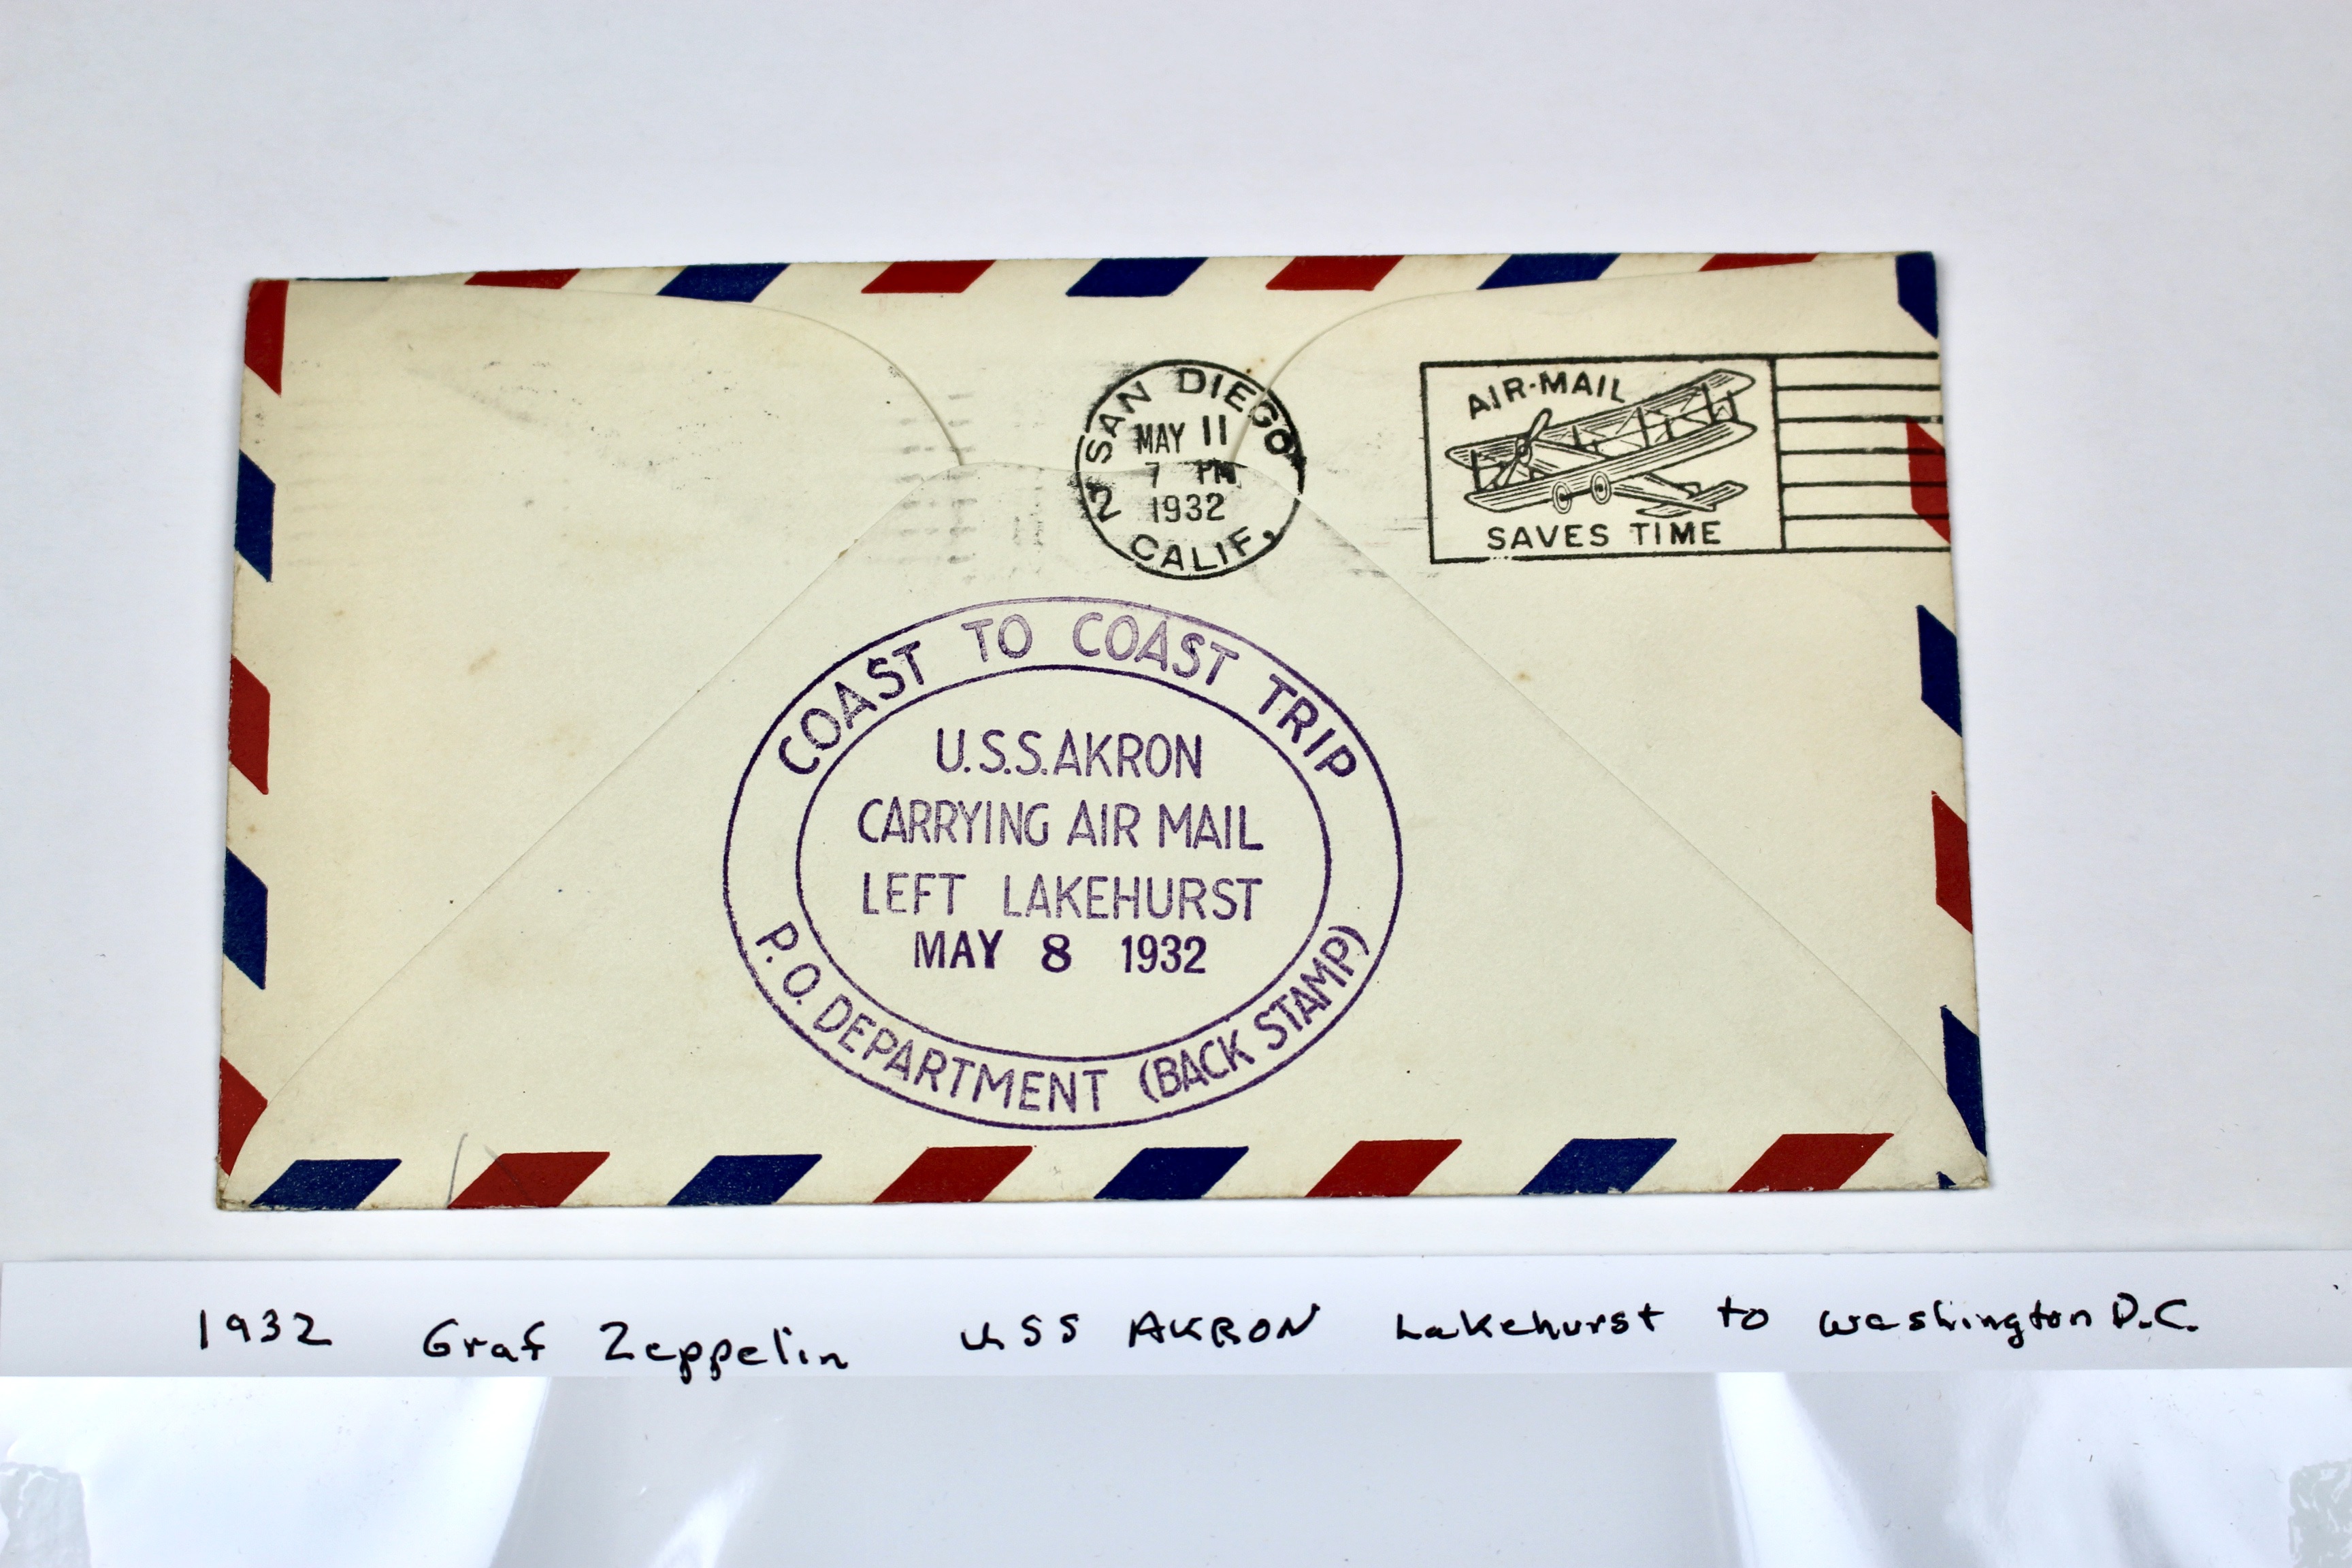 SAN DIEGO
MAY 11
7 PM
1932
2
CALIF.
AIR-MAIL
SAVES TIME
COAST TO COAST TRIP
U.S.S. AKRON
CARRYING AIR MAIL
LEFT LAKEHURST
MAY 8 1932
P.O. DEPARTMENT (BACK STAMP)
1932 Graf Zeppelin USS AKRON Lakehurst to Washington D.C.